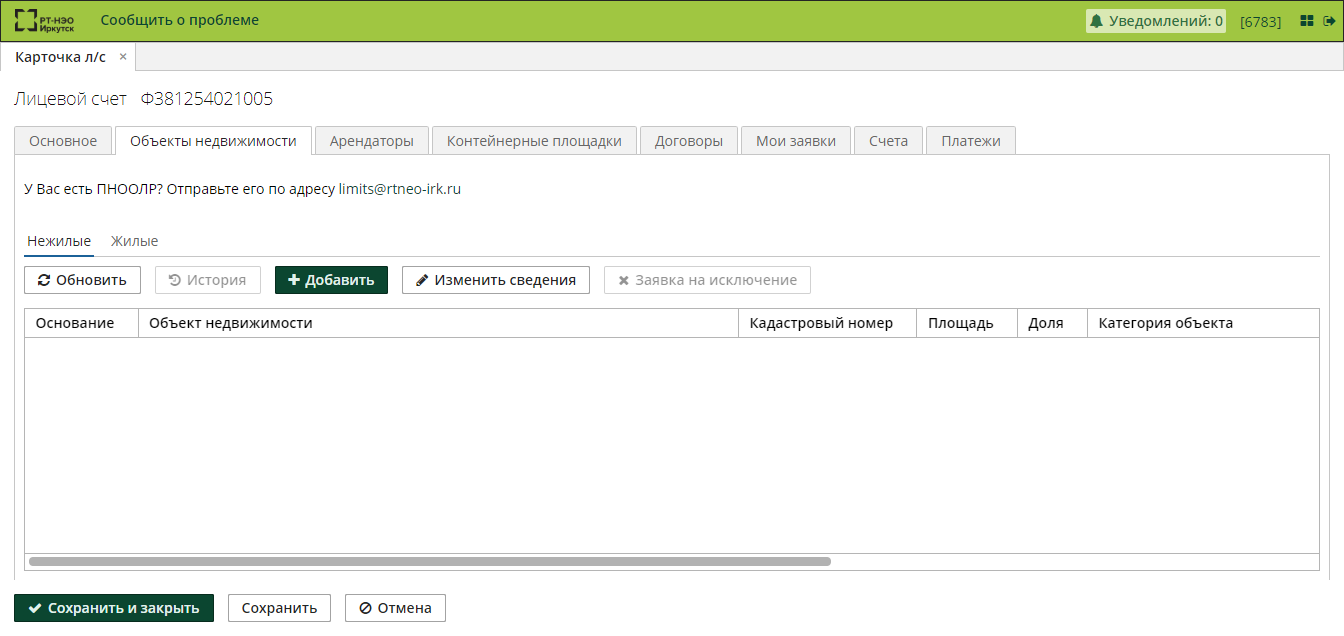 РТ-НЭО
Иркутск
Сообщить о проблеме
Уведомлений: 0
[6783]
Карточка л/с ×
Лицевой счет Ф381254021005
Основное
Объекты недвижимости
Арендаторы
Контейнерные площадки
Договоры
Мои заявки
Счета
Платежи
У Вас есть ПНООЛР? Отправьте его по адресу limits@rtneo-irk.ru
Нежилые
Жилые
Обновить
История
Добавить
Изменить сведения
Заявка на исключение
Основание
Объект недвижимости
Кадастровый номер
Площадь
Доля
Категория объекта
Сохранить и закрыть
Сохранить
Отмена